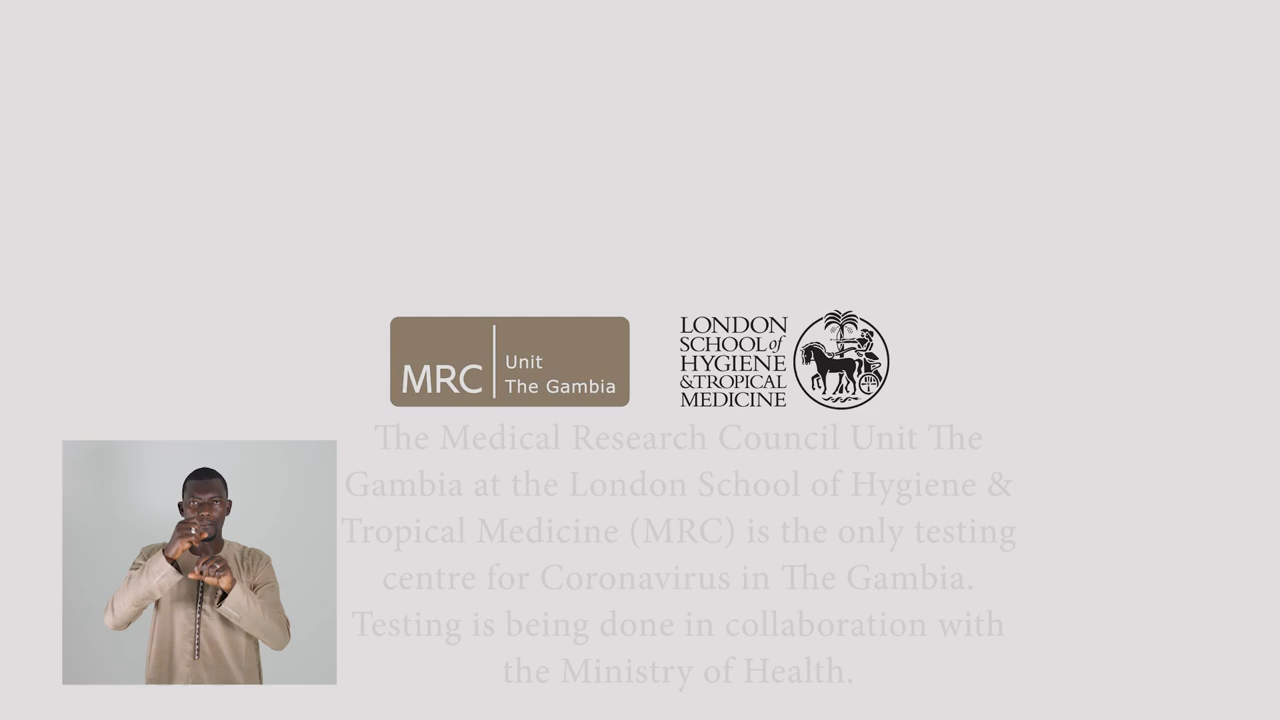 MRC
Unit
The Gambia
LONDON
SCHOOL of
HYGIENE
& TROPICAL
MEDICINE
The Medical Research Council Unit The
Gambia at the London School of Hygiene &
Tropical Medicine (MRC) is the only testing
centre for Coronavirus in The Gambia.
Testing is being done in collaboration with
the Ministry of Health.